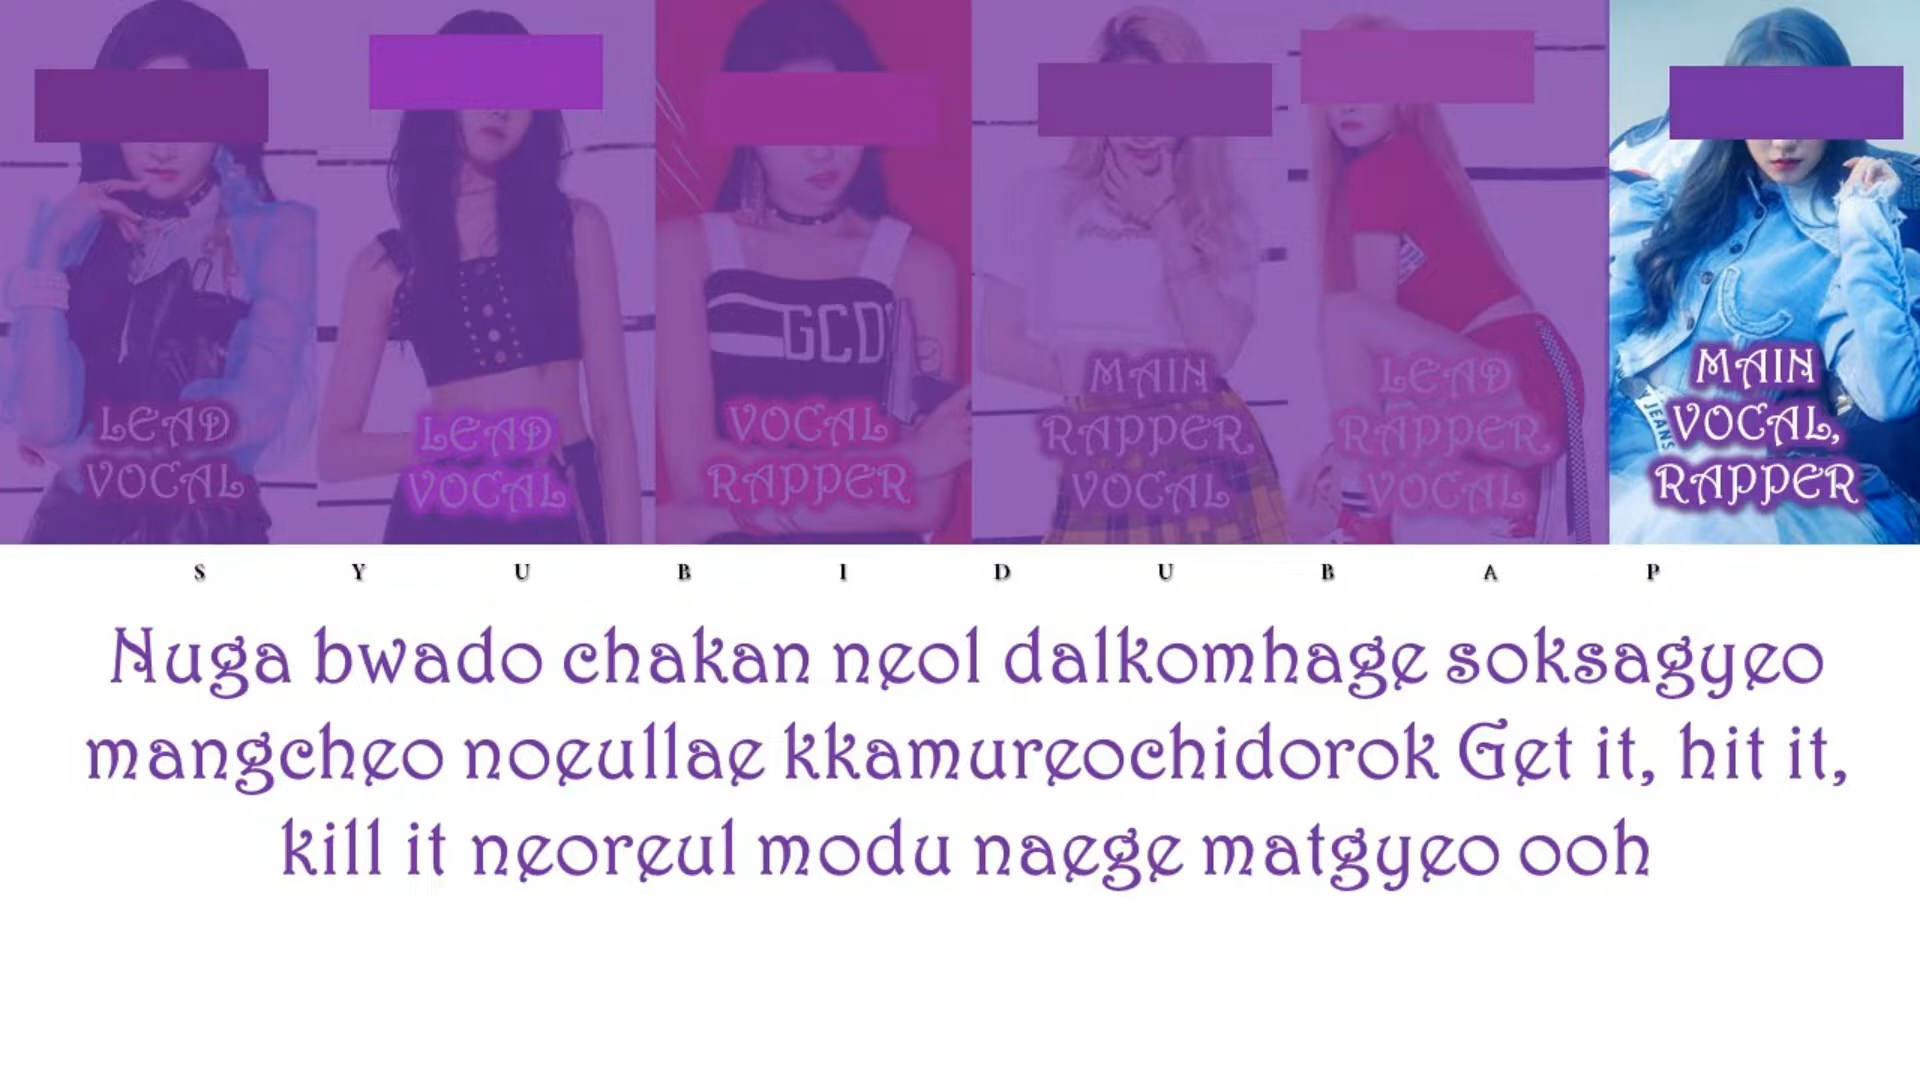 GCD
JEANS
LEAD
VOCAL
LEAD
VOCAL
VOCAL
RAPPER
MAIN
RAPPER,
VOCAL
LEAD
RAPPER,
VOCAL
MAIN
VOCAL,
RAPPER
S Y U B I D U B A P
Nuga bwado chakan neol dalkomhage soksagyeo
mangcheo noeullae kkamureochidorok Get it, hit it,
kill it neoreul modu naege matgyeo ooh